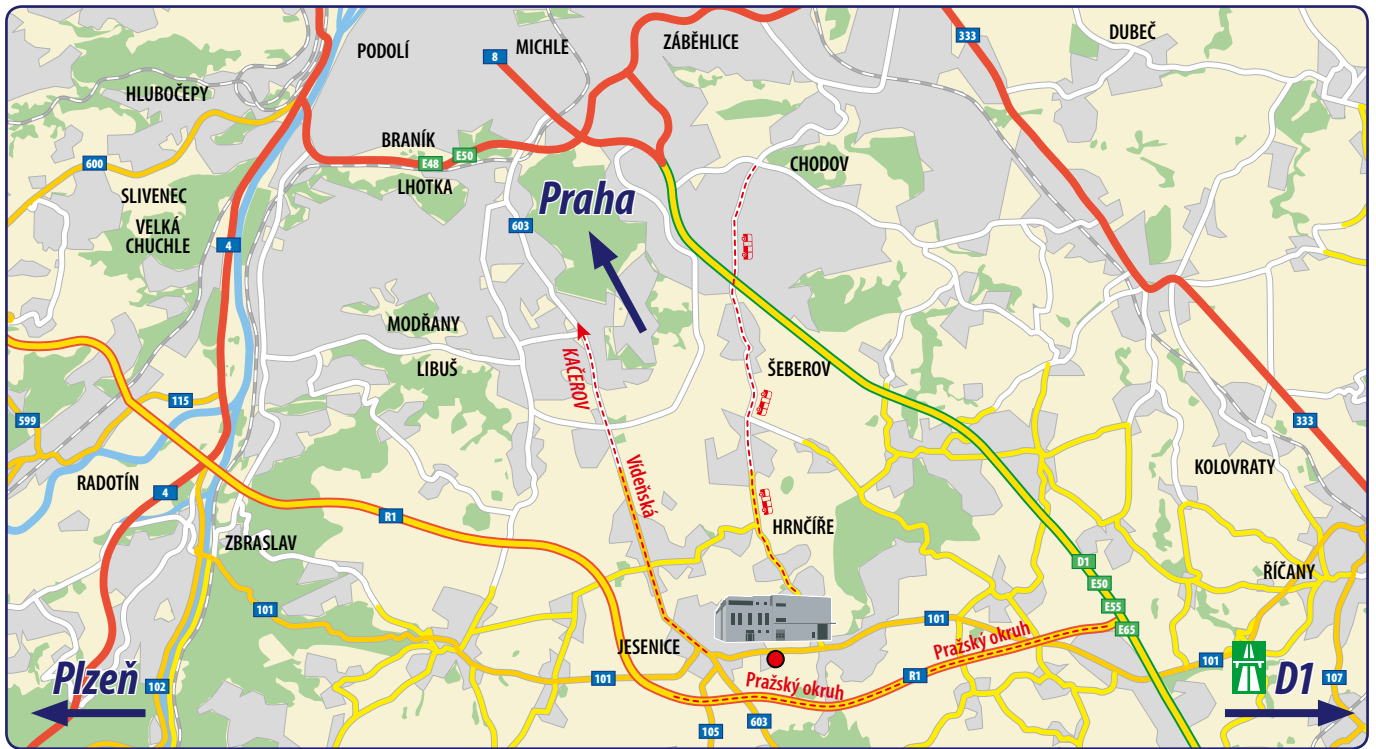 PODOLÍ
8
MICHLE
ZÁBĚHLICE
333
DUBEČ
HLUBOČEPY
BRANÍK
E48
E50
600
LHOTKA
CHODOV
SLIVENEC
VELKÁ
CHUCHLE
4
603
Praha
MODŘANY
LIBUŠ
KAČEROV
ŠEBEROV
115
599
333
RADOTÍN
4
KOLOVRATY
Vídeňská
R1
HRNČÍŘE
ZBRASLAV
D1
E50
E55
E65
ŘÍČANY
101
JESENICE
101
Pražský okruh
101
Plzeň
102
101
Pražský okruh
R1
D1
107
105
603